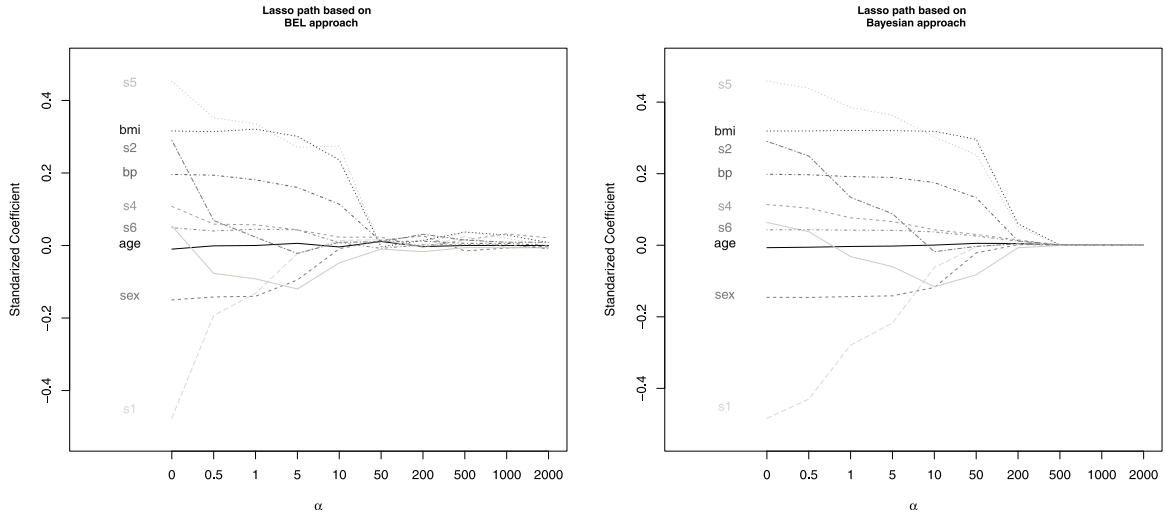 Lasso path based on
BEL approach
Standarized Coefficient
0.4
0.2
0.0
−0.2
−0.4
s5
bmi
s2
bp
s4
s6
age
sex
s1
0 0.5 1 5 10 50 200 500 1000 2000
α
Lasso path based on
Bayesian approach
Standarized Coefficient
0.4
0.2
0.0
−0.2
−0.4
s5
bmi
s2
bp
s4
s6
age
sex
s1
0 0.5 1 5 10 50 200 500 1000 2000
α